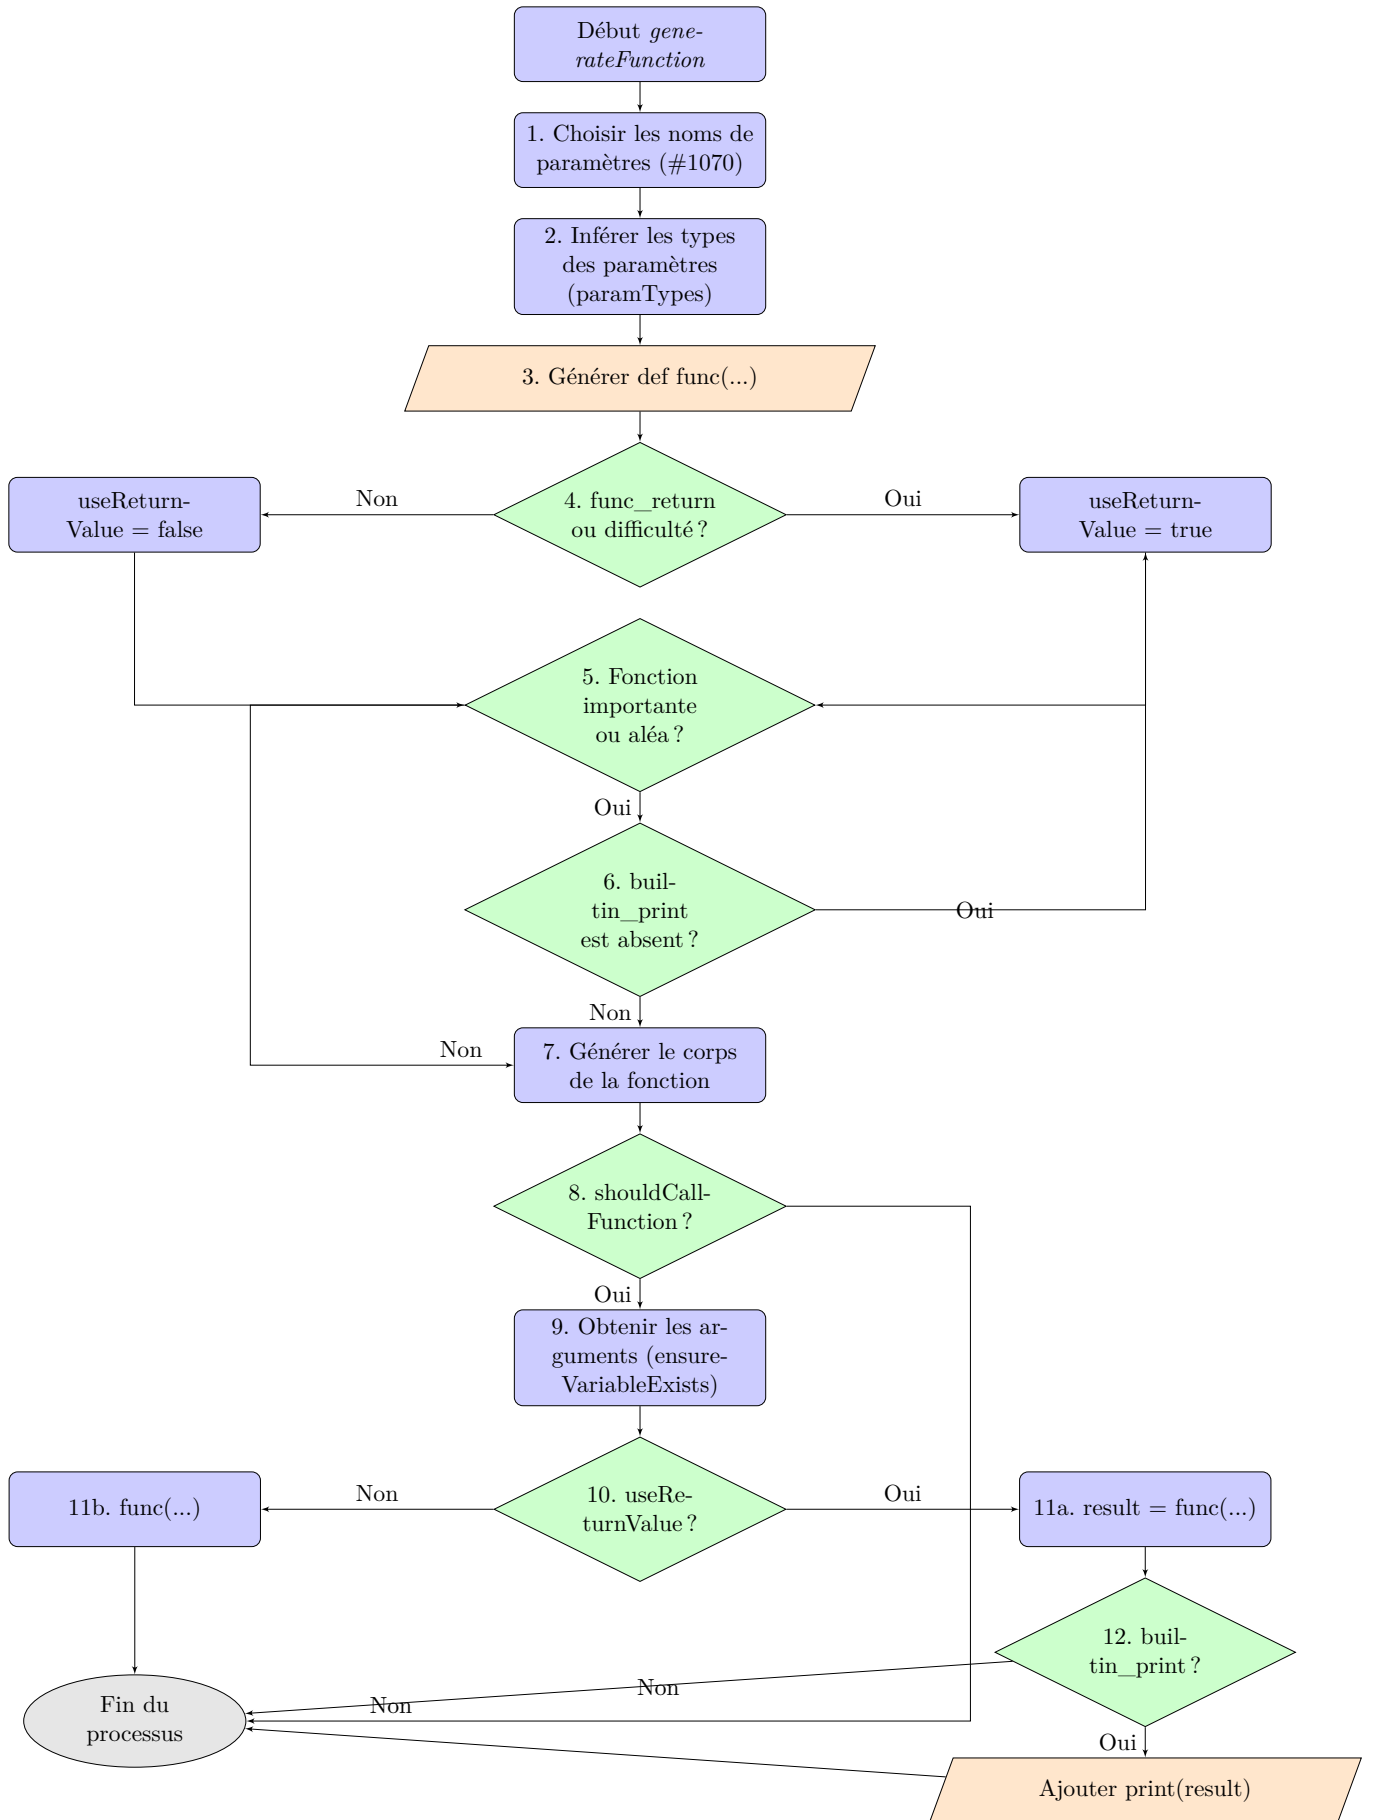 Début gene-
rateFunction
1. Choisir les noms de
paramètres (#1070)
2. Inférer les types
des paramètres
(paramTypes)
3. Générer def func(...)
useReturn-
Value = false
Non
4. func_return
ou difficulté ?
Oui
useReturn-
Value = true
5. Fonction
importante
ou aléa ?
Oui
6. buil-
tin_print
est absent ?
Oui
Non
Non
7. Générer le corps
de la fonction
8. shouldCall-
Function ?
Oui
9. Obtenir les ar-
guments (ensure-
VariableExists)
11b. func(...)
Non
10. useRe-
turnValue ?
Oui
11a. result = func(...)
12. buil-
tin_print ?
Non
Non
Fin du
processus
Oui
Ajouter print(result)